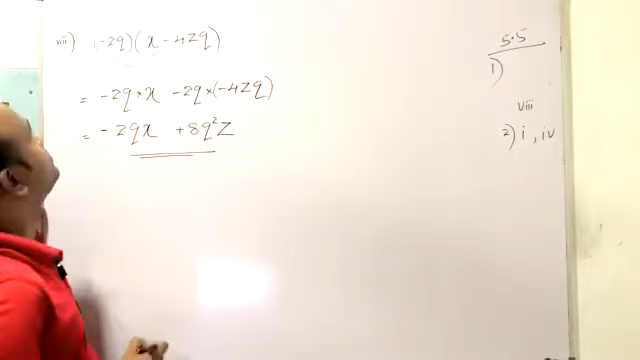 viii) (-2q)(x - 4zq)
= -2q × x -2q × (-4zq)
= -2qx + 8q²z
5.5
1)
viii
2) i, iv